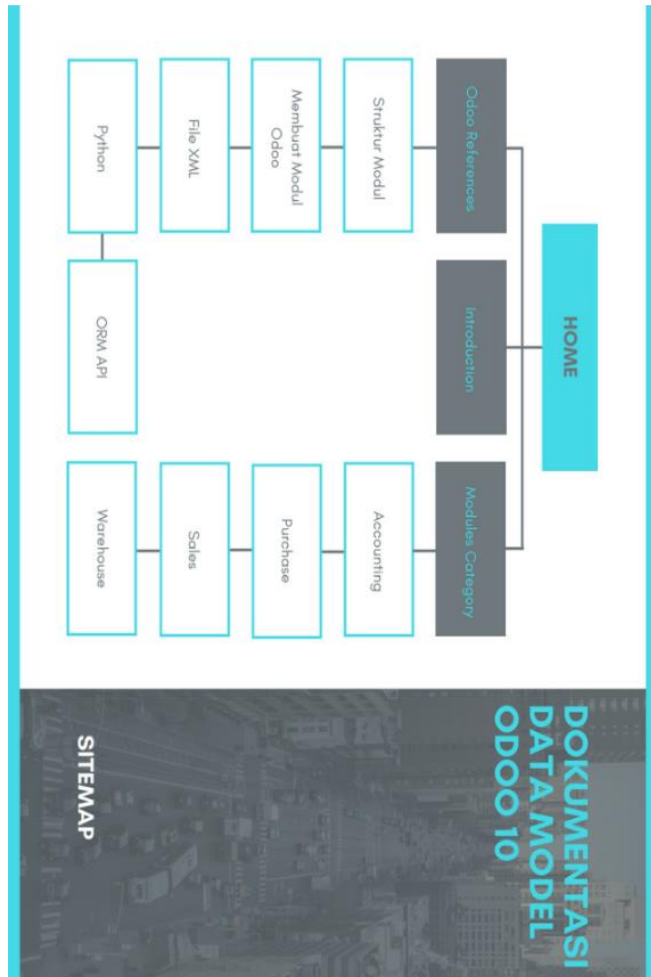 HOME
Odoo References
Introduction
Modules Category
Struktur Modul
Membuat Modul
Odoo
File XML
Python
ORM API
Accounting
Purchase
Sales
Warehouse
DOKUMENTASI
DATA MODEL
ODOO 10
SITEMAP